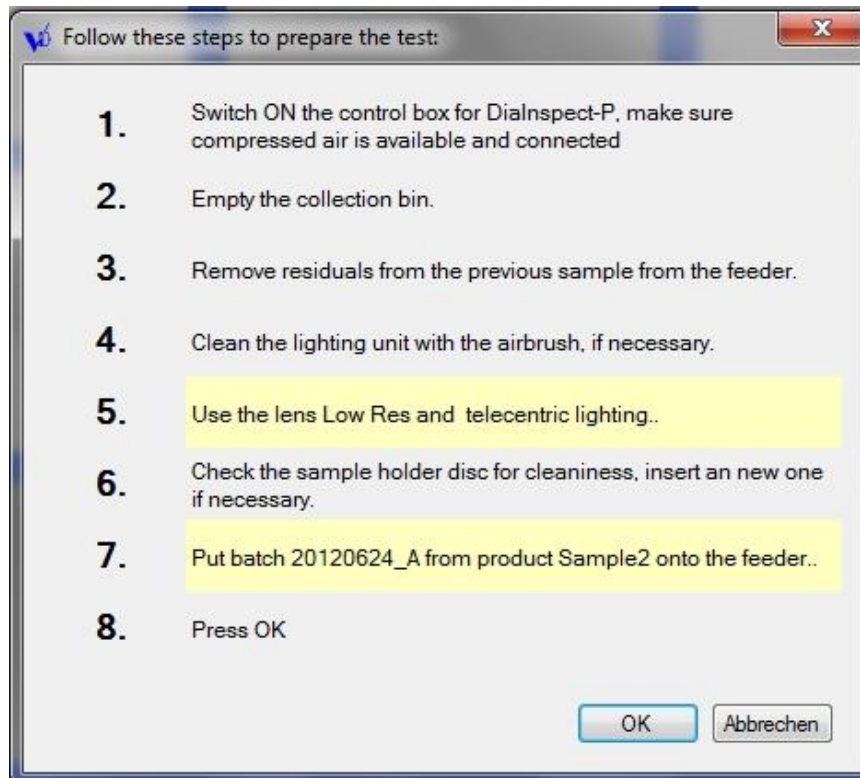 Follow these steps to prepare the test:
1. Switch ON the control box for DiaInspect-P, make sure
compressed air is available and connected
2. Empty the collection bin.
3. Remove residuals from the previous sample from the feeder.
4. Clean the lighting unit with the airbrush, if necessary.
5. Use the lens Low Res and  telecentric lighting..
6. Check the sample holder disc for cleaniness, insert an new one
if necessary.
7. Put batch 20120624_A from product Sample2 onto the feeder..
8. Press OK
OK Abbrechen